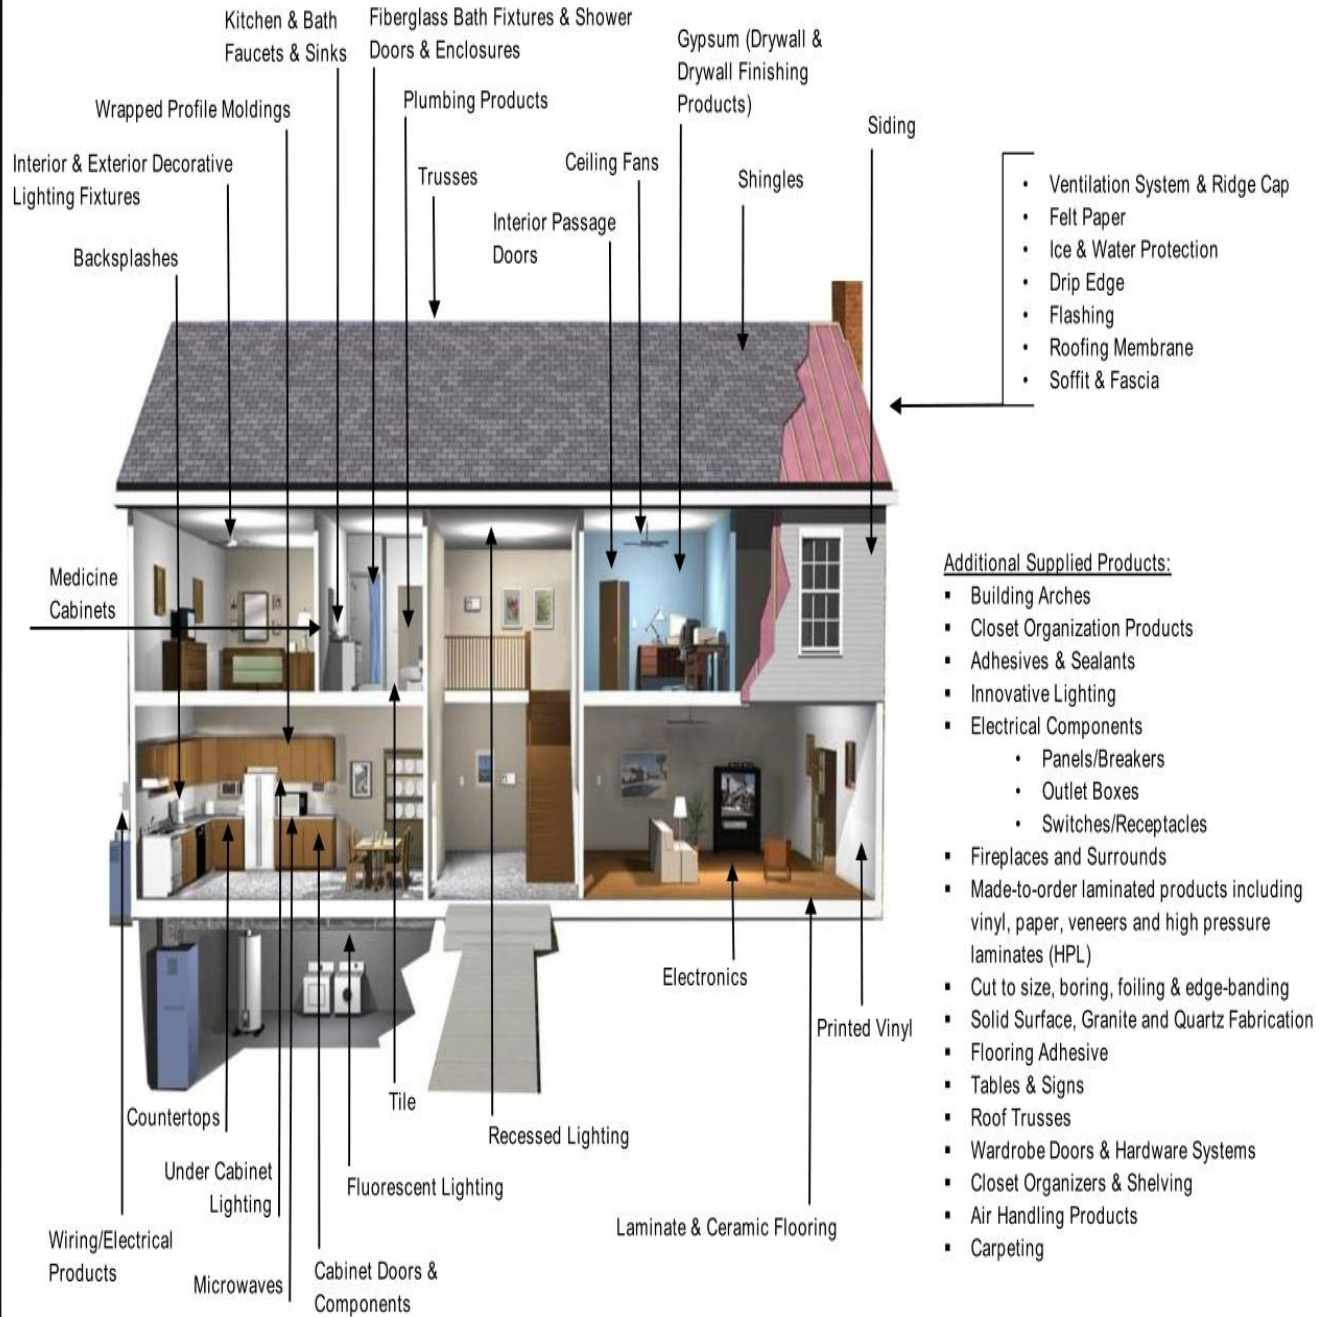 Kitchen & Bath
Faucets & Sinks
Fiberglass Bath Fixtures & Shower
Doors & Enclosures
Gypsum (Drywall &
Drywall Finishing
Products)
Wrapped Profile Moldings
Plumbing Products
Siding
Interior & Exterior Decorative
Lighting Fixtures
Trusses
Ceiling Fans
Shingles
Interior Passage
Doors
Backsplashes
• Ventilation System & Ridge Cap
• Felt Paper
• Ice & Water Protection
• Drip Edge
• Flashing
• Roofing Membrane
• Soffit & Fascia
Medicine
Cabinets
Additional Supplied Products:
▪ Building Arches
▪ Closet Organization Products
▪ Adhesives & Sealants
▪ Innovative Lighting
▪ Electrical Components
• Panels/Breakers
• Outlet Boxes
• Switches/Receptacles
▪ Fireplaces and Surrounds
▪ Made-to-order laminated products including
vinyl, paper, veneers and high pressure
laminates (HPL)
▪ Cut to size, boring, foiling & edge-banding
▪ Solid Surface, Granite and Quartz Fabrication
▪ Flooring Adhesive
▪ Tables & Signs
▪ Roof Trusses
▪ Wardrobe Doors & Hardware Systems
▪ Closet Organizers & Shelving
▪ Air Handling Products
▪ Carpeting
Electronics
Printed Vinyl
Countertops
Tile
Recessed Lighting
Under Cabinet
Lighting
Fluorescent Lighting
Laminate & Ceramic Flooring
Wiring/Electrical
Products
Microwaves
Cabinet Doors &
Components